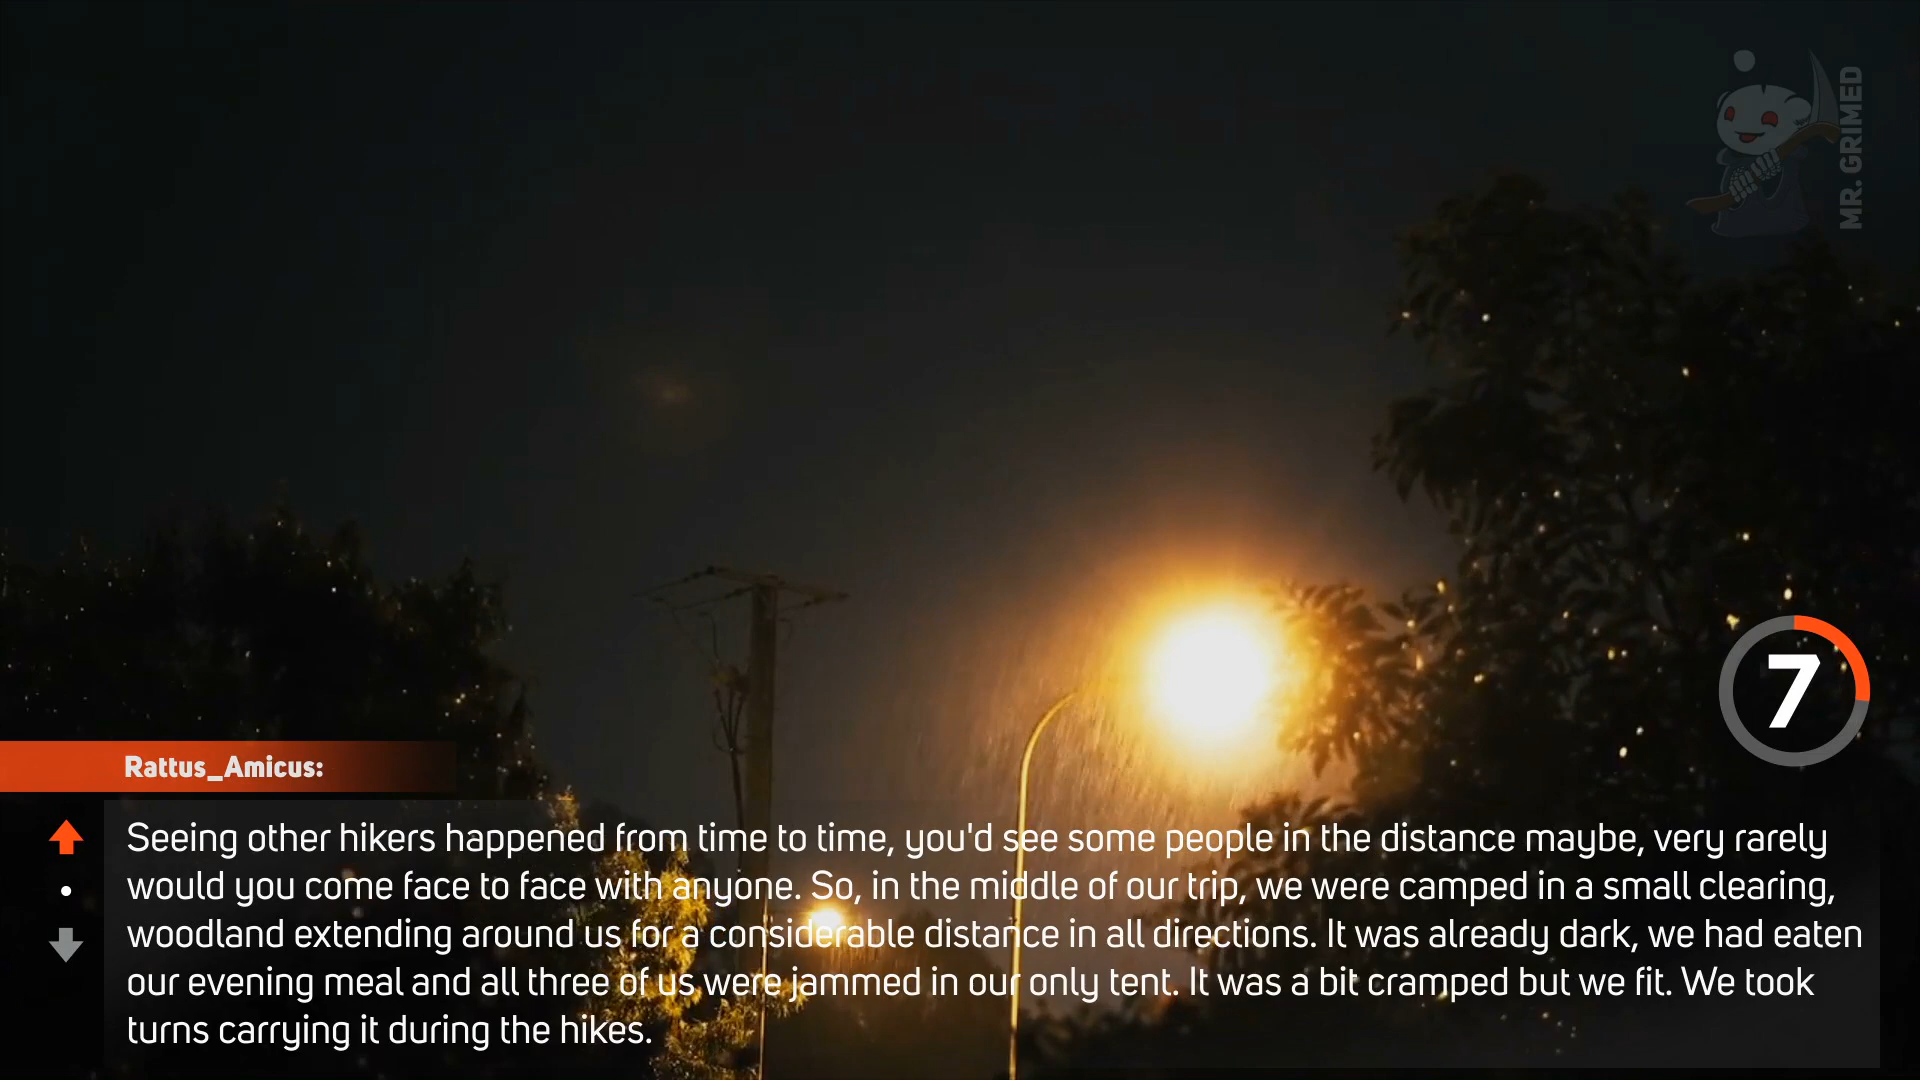 MR. GRIMED
7
Rattus_Amicus:
Seeing other hikers happened from time to time, you'd see some people in the distance maybe, very rarely
would you come face to face with anyone. So, in the middle of our trip, we were camped in a small clearing,
woodland extending around us for a considerable distance in all directions. It was already dark, we had eaten
our evening meal and all three of us were jammed in our only tent. It was a bit cramped but we fit. We took
turns carrying it during the hikes.